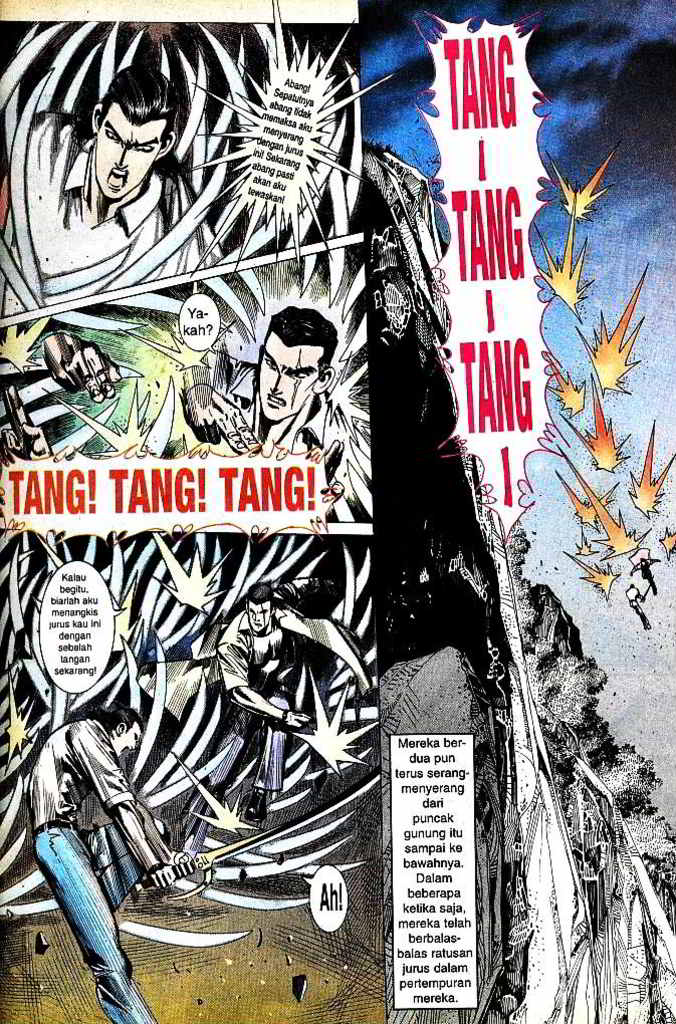 Abang!
Sepatutnya
abang tidak
memaksa aku
menyerang
dengan jurus
ini! Sekarang
abang pasti
akan aku
tewaskan!
Ya-
kah?
TANG! TANG! TANG!
Kalau
begitu,
biarlah aku
menangkis
jurus kau ini
dengan
sebalah
tangan
sekarang!
Ah!
TANG
!
TANG
!
TANG
!
Mereka ber-
dua pun
terus serang-
menyerang
dari
puncak
gunung itu
sampai ke
bawahnya.
Dalam
beberapa
ketika saja,
mereka telah
berbalas-
balas ratusan
jurus dalam
pertempuran
mereka.